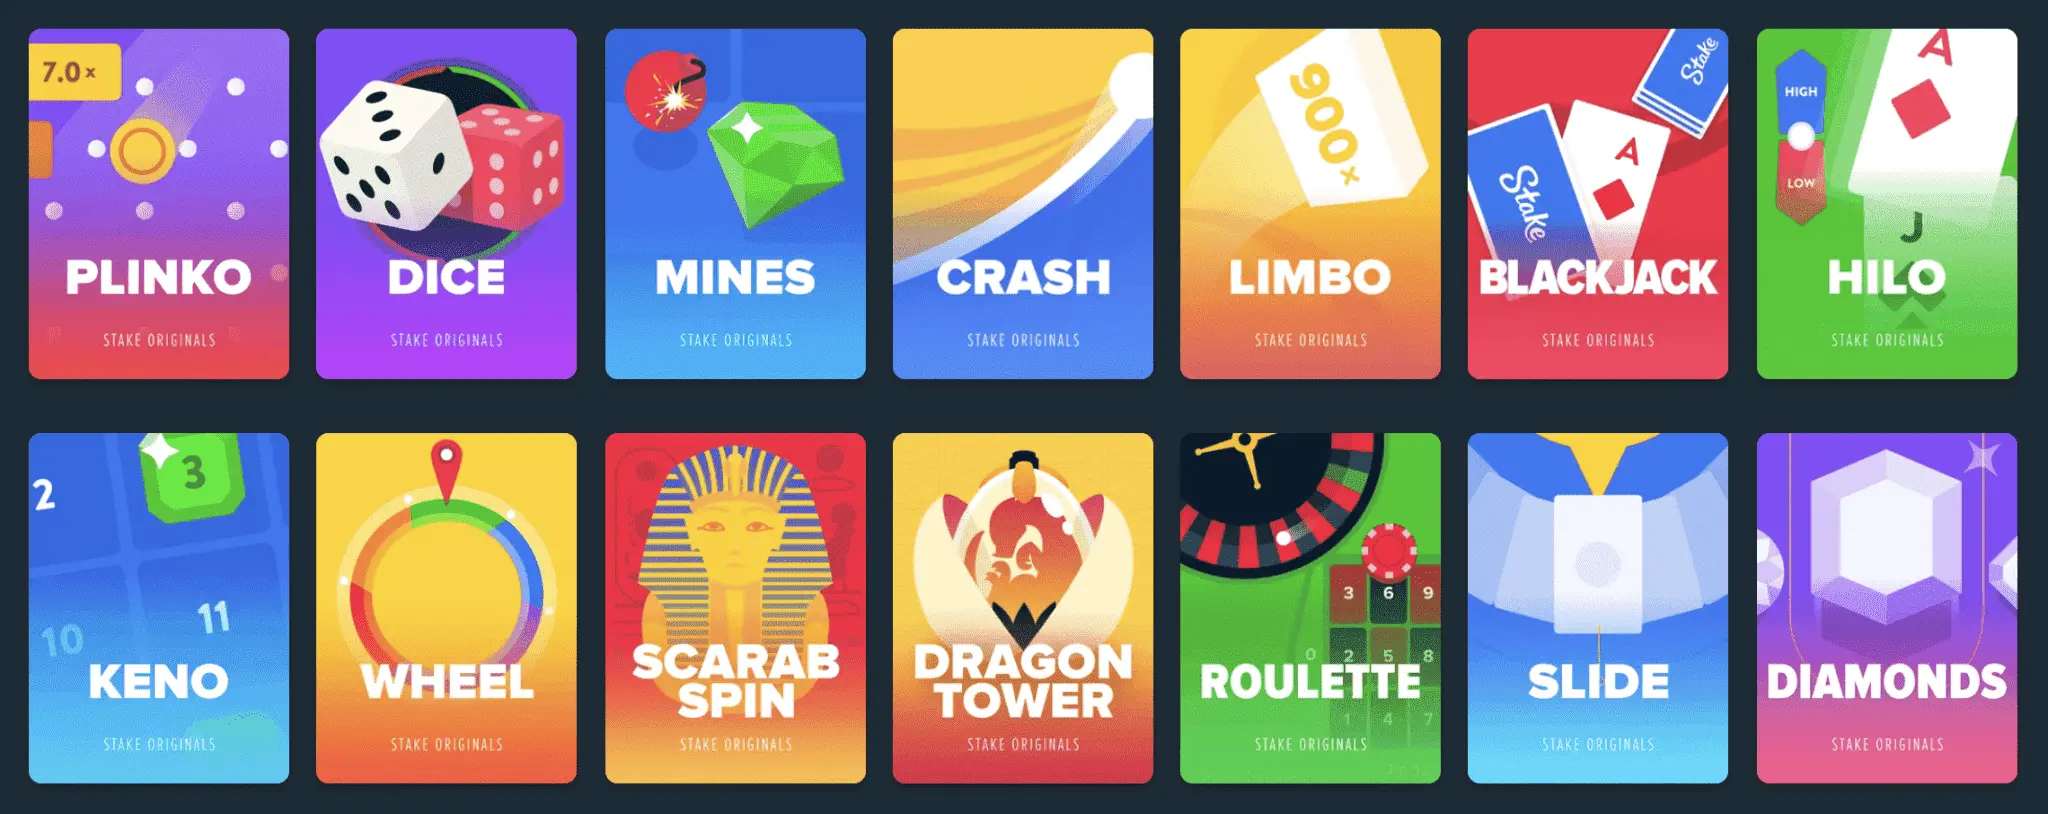 7.0x
PLINKO
STAKE ORIGINALS
DICE
STAKE ORIGINALS
MINES
STAKE ORIGINALS
CRASH
STAKE ORIGINALS
900x
LIMBO
STAKE ORIGINALS
Stake
Stake
A
BLACKJACK
STAKE ORIGINALS
HIGH
LOW
A
J
HILO
STAKE ORIGINALS
2
3
10
11
KENO
STAKE ORIGINALS
WHEEL
STAKE ORIGINALS
SCARAB
SPIN
STAKE ORIGINALS
DRAGON
TOWER
STAKE ORIGINALS
3 6 9
0 2 5 8
1 4 7
ROULETTE
STAKE ORIGINALS
SLIDE
STAKE ORIGINALS
DIAMONDS
STAKE ORIGINALS